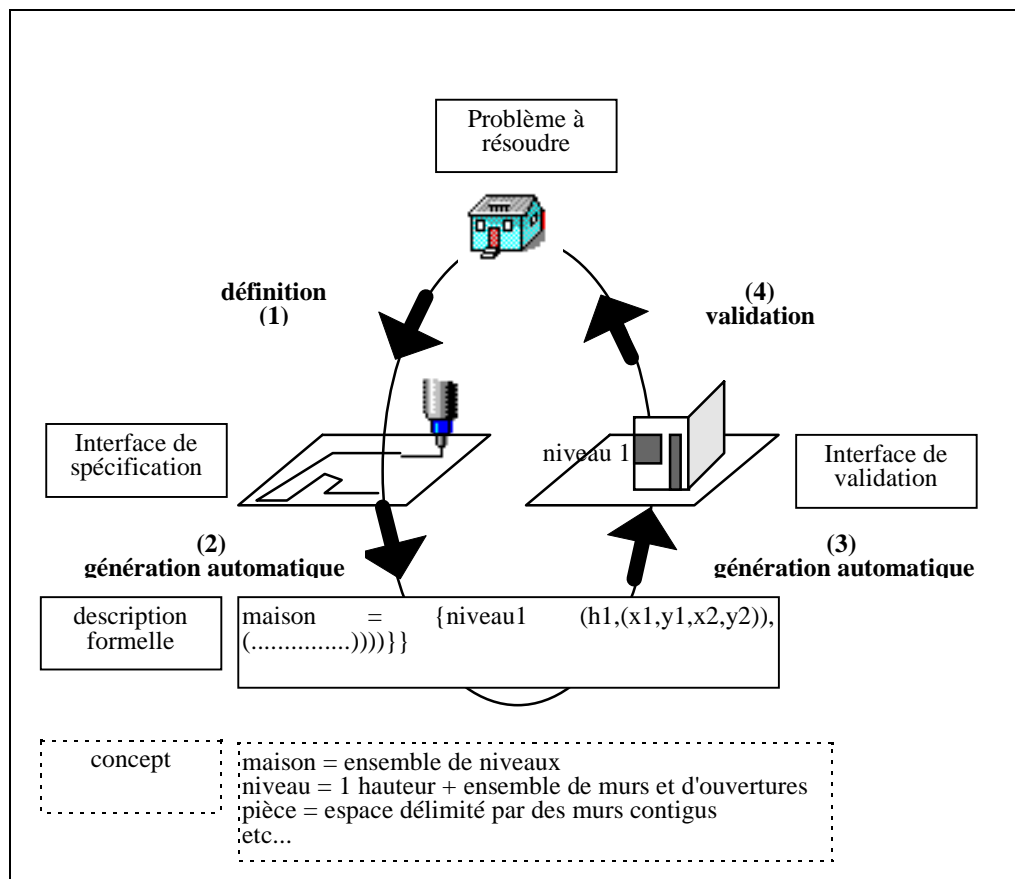 Problème à
résoudre
définition
(1)
(4)
validation
Interface de
spécification
niveau 1
Interface de
validation
(2)
génération automatique
(3)
génération automatique
description
formelle
maison = {niveau1 (h1,(x1,y1,x2,y2)),
(...............))))}}
concept
maison = ensemble de niveaux
niveau = 1 hauteur + ensemble de murs et d'ouvertures
pièce = espace délimité par des murs contigus
etc...